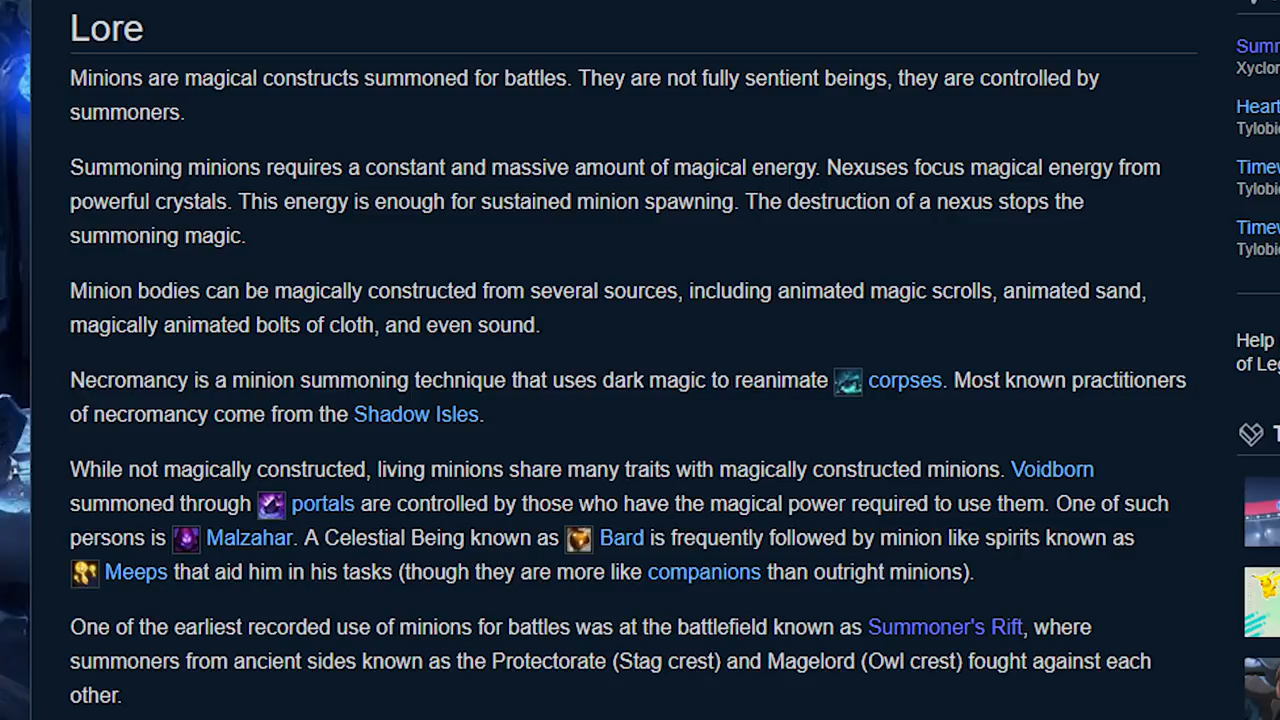 Lore
Minions are magical constructs summoned for battles. They are not fully sentient beings, they are controlled by
summoners.
Summoning minions requires a constant and massive amount of magical energy. Nexuses focus magical energy from
powerful crystals. This energy is enough for sustained minion spawning. The destruction of a nexus stops the
summoning magic.
Minion bodies can be magically constructed from several sources, including animated magic scrolls, animated sand,
magically animated bolts of cloth, and even sound.
Necromancy is a minion summoning technique that uses dark magic to reanimate corpses. Most known practitioners
of necromancy come from the Shadow Isles.
While not magically constructed, living minions share many traits with magically constructed minions. Voidborn
summoned through portals are controlled by those who have the magical power required to use them. One of such
persons is Malzahar. A Celestial Being known as Bard is frequently followed by minion like spirits known as
Meeps that aid him in his tasks (though they are more like companions than outright minions).
One of the earliest recorded use of minions for battles was at the battlefield known as Summoner's Rift, where
summoners from ancient sides known as the Protectorate (Stag crest) and Magelord (Owl crest) fought against each
other.
Help